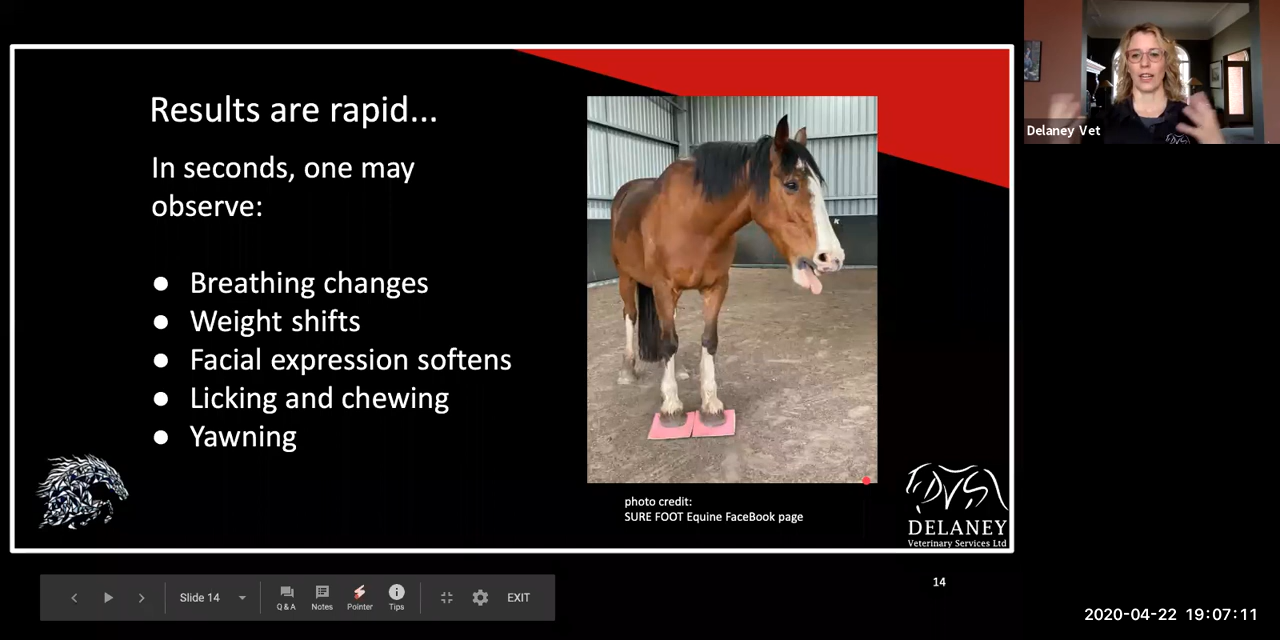 Results are rapid...
In seconds, one may
observe:
● Breathing changes
● Weight shifts
● Facial expression softens
● Licking and chewing
● Yawning
photo credit:
SURE FOOT Equine FaceBook page
DVS
DELANEY
Veterinary Services Ltd
Delaney Vet
14
Slide 14
Q & A
Notes
Pointer
Tips
EXIT
2020-04-22 19:07:11